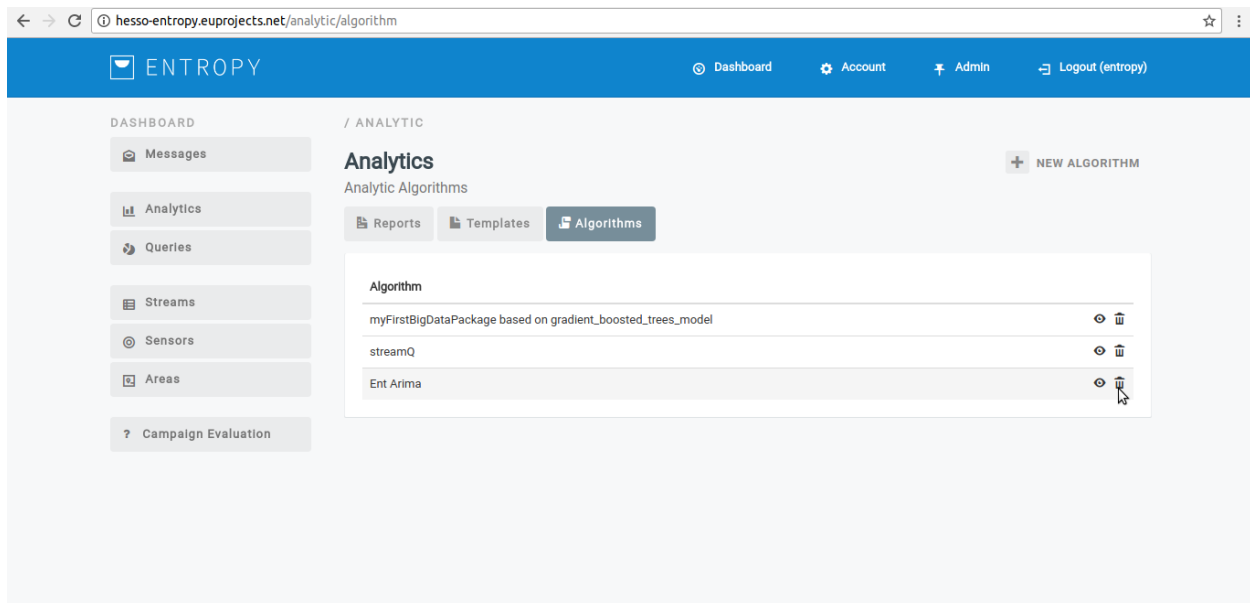 hesso-entropy.euprojects.net/analytic/algorithm
ENTROPY
Dashboard
Account
Admin
Logout (entropy)
DASHBOARD
Messages
Analytics
Queries
Streams
Sensors
Areas
? Campaign Evaluation
/ ANALYTIC
Analytics
Analytic Algorithms
NEW ALGORITHM
Reports
Templates
Algorithms
Algorithm
myFirstBigDataPackage based on gradient_boosted_trees_model
streamQ
Ent Arima